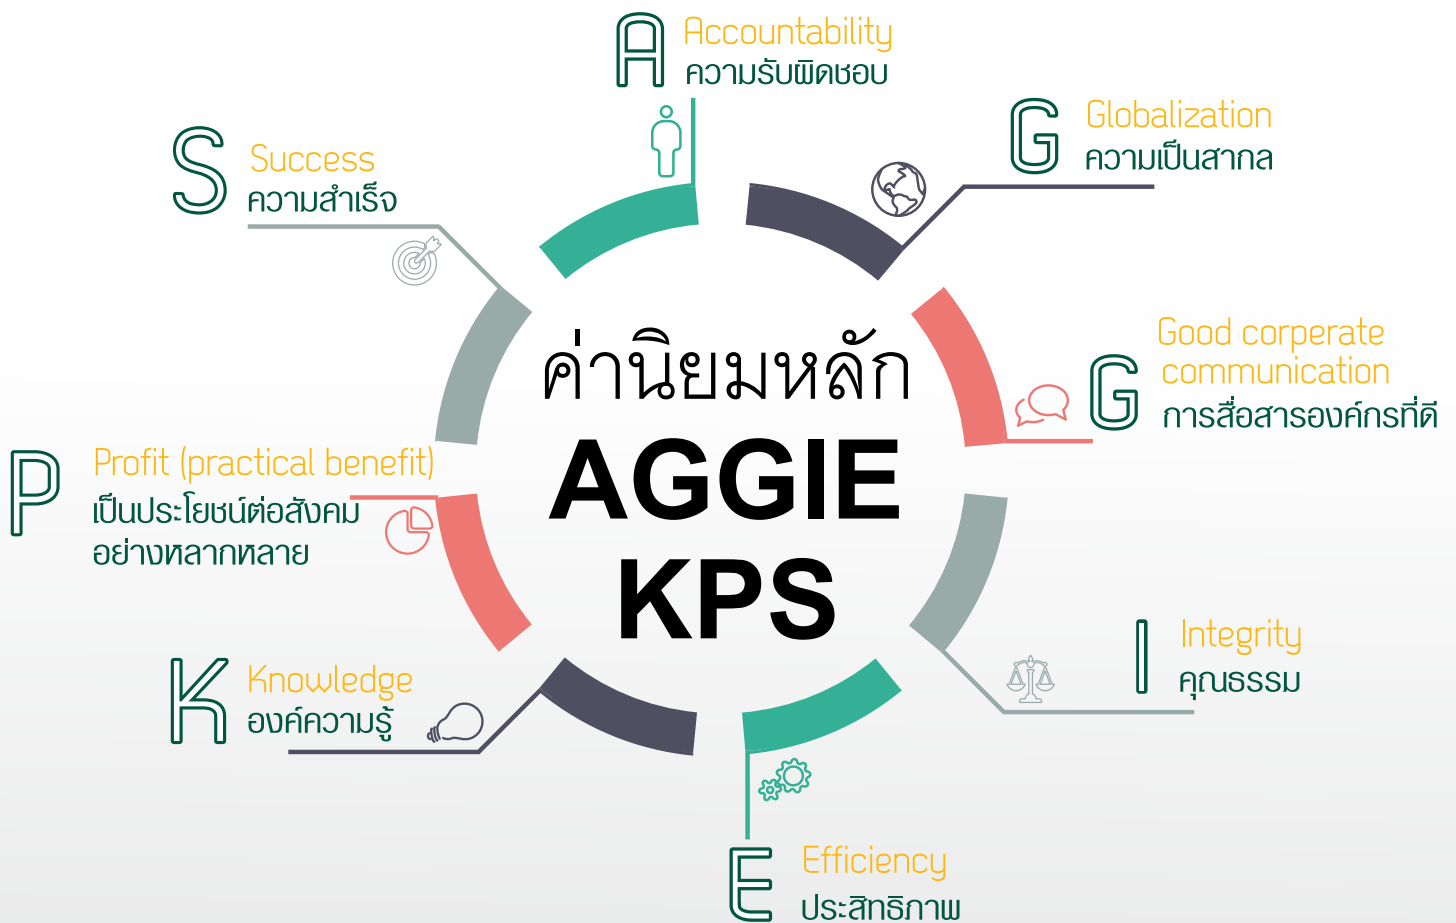 A
Accountability
ความรับผิดชอบ
G
Globalization
ความเป็นสากล
G
Good corperate
communication
การสื่อสารองค์กรที่ดี
I
Integrity
คุณธรรม
E
Efficiency
ประสิทธิภาพ
K
Knowledge
องค์ความรู้
P
Profit (practical benefit)
เป็นประโยชน์ต่อสังคม
อย่างหลากหลาย
S
Success
ความสำเร็จ
ค่านิยมหลัก
AGGIE
KPS